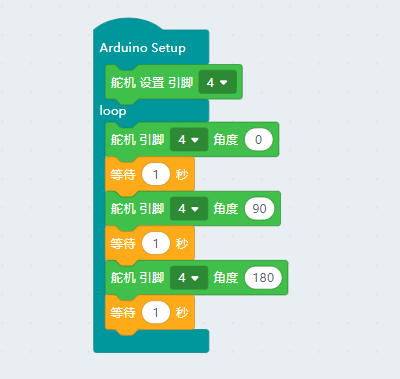 Arduino Setup
舵机 设置 引脚 4
loop
舵机 引脚 4 角度 0
等待 1 秒
舵机 引脚 4 角度 90
等待 1 秒
舵机 引脚 4 角度 180
等待 1 秒